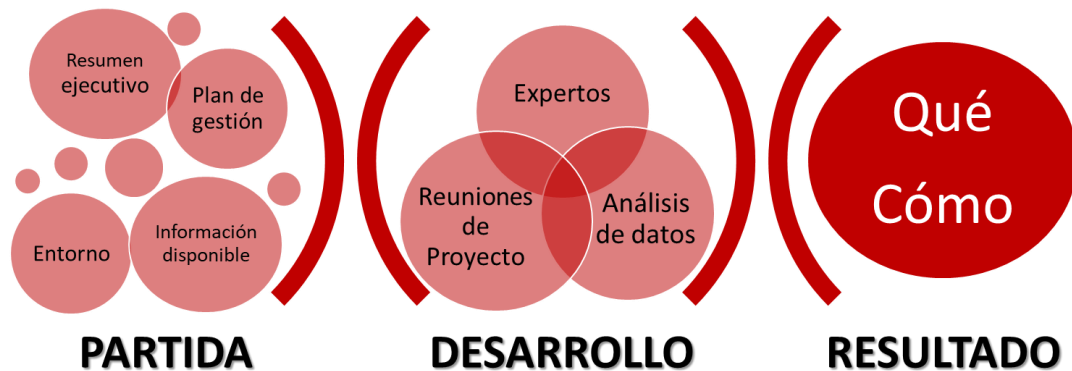 Resumen
ejecutivo
Plan de
gestión
Entorno
Información
disponible
PARTIDA
Expertos
Reuniones
de
Proyecto
Análisis
de datos
DESARROLLO
Qué
Cómo
RESULTADO